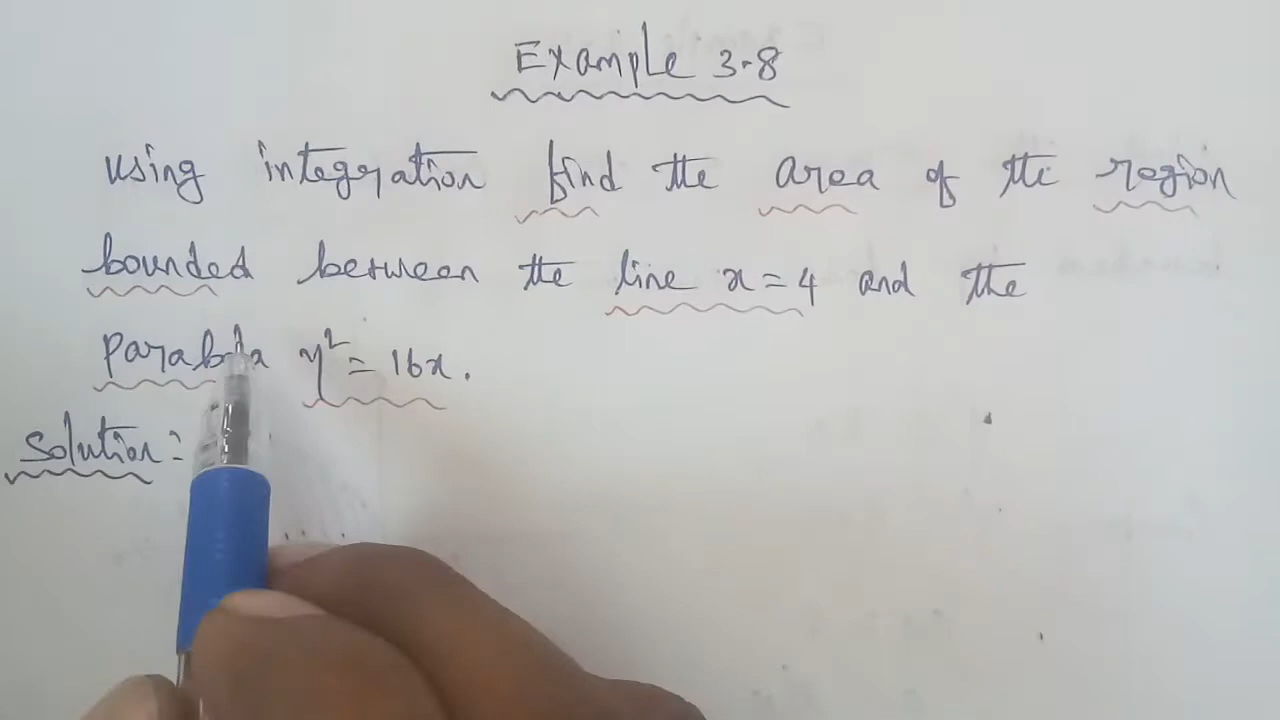 Example 3.8
Using integration find the area of the region
bounded between the line x = 4 and the
Parabola y² = 16x.
Solution: